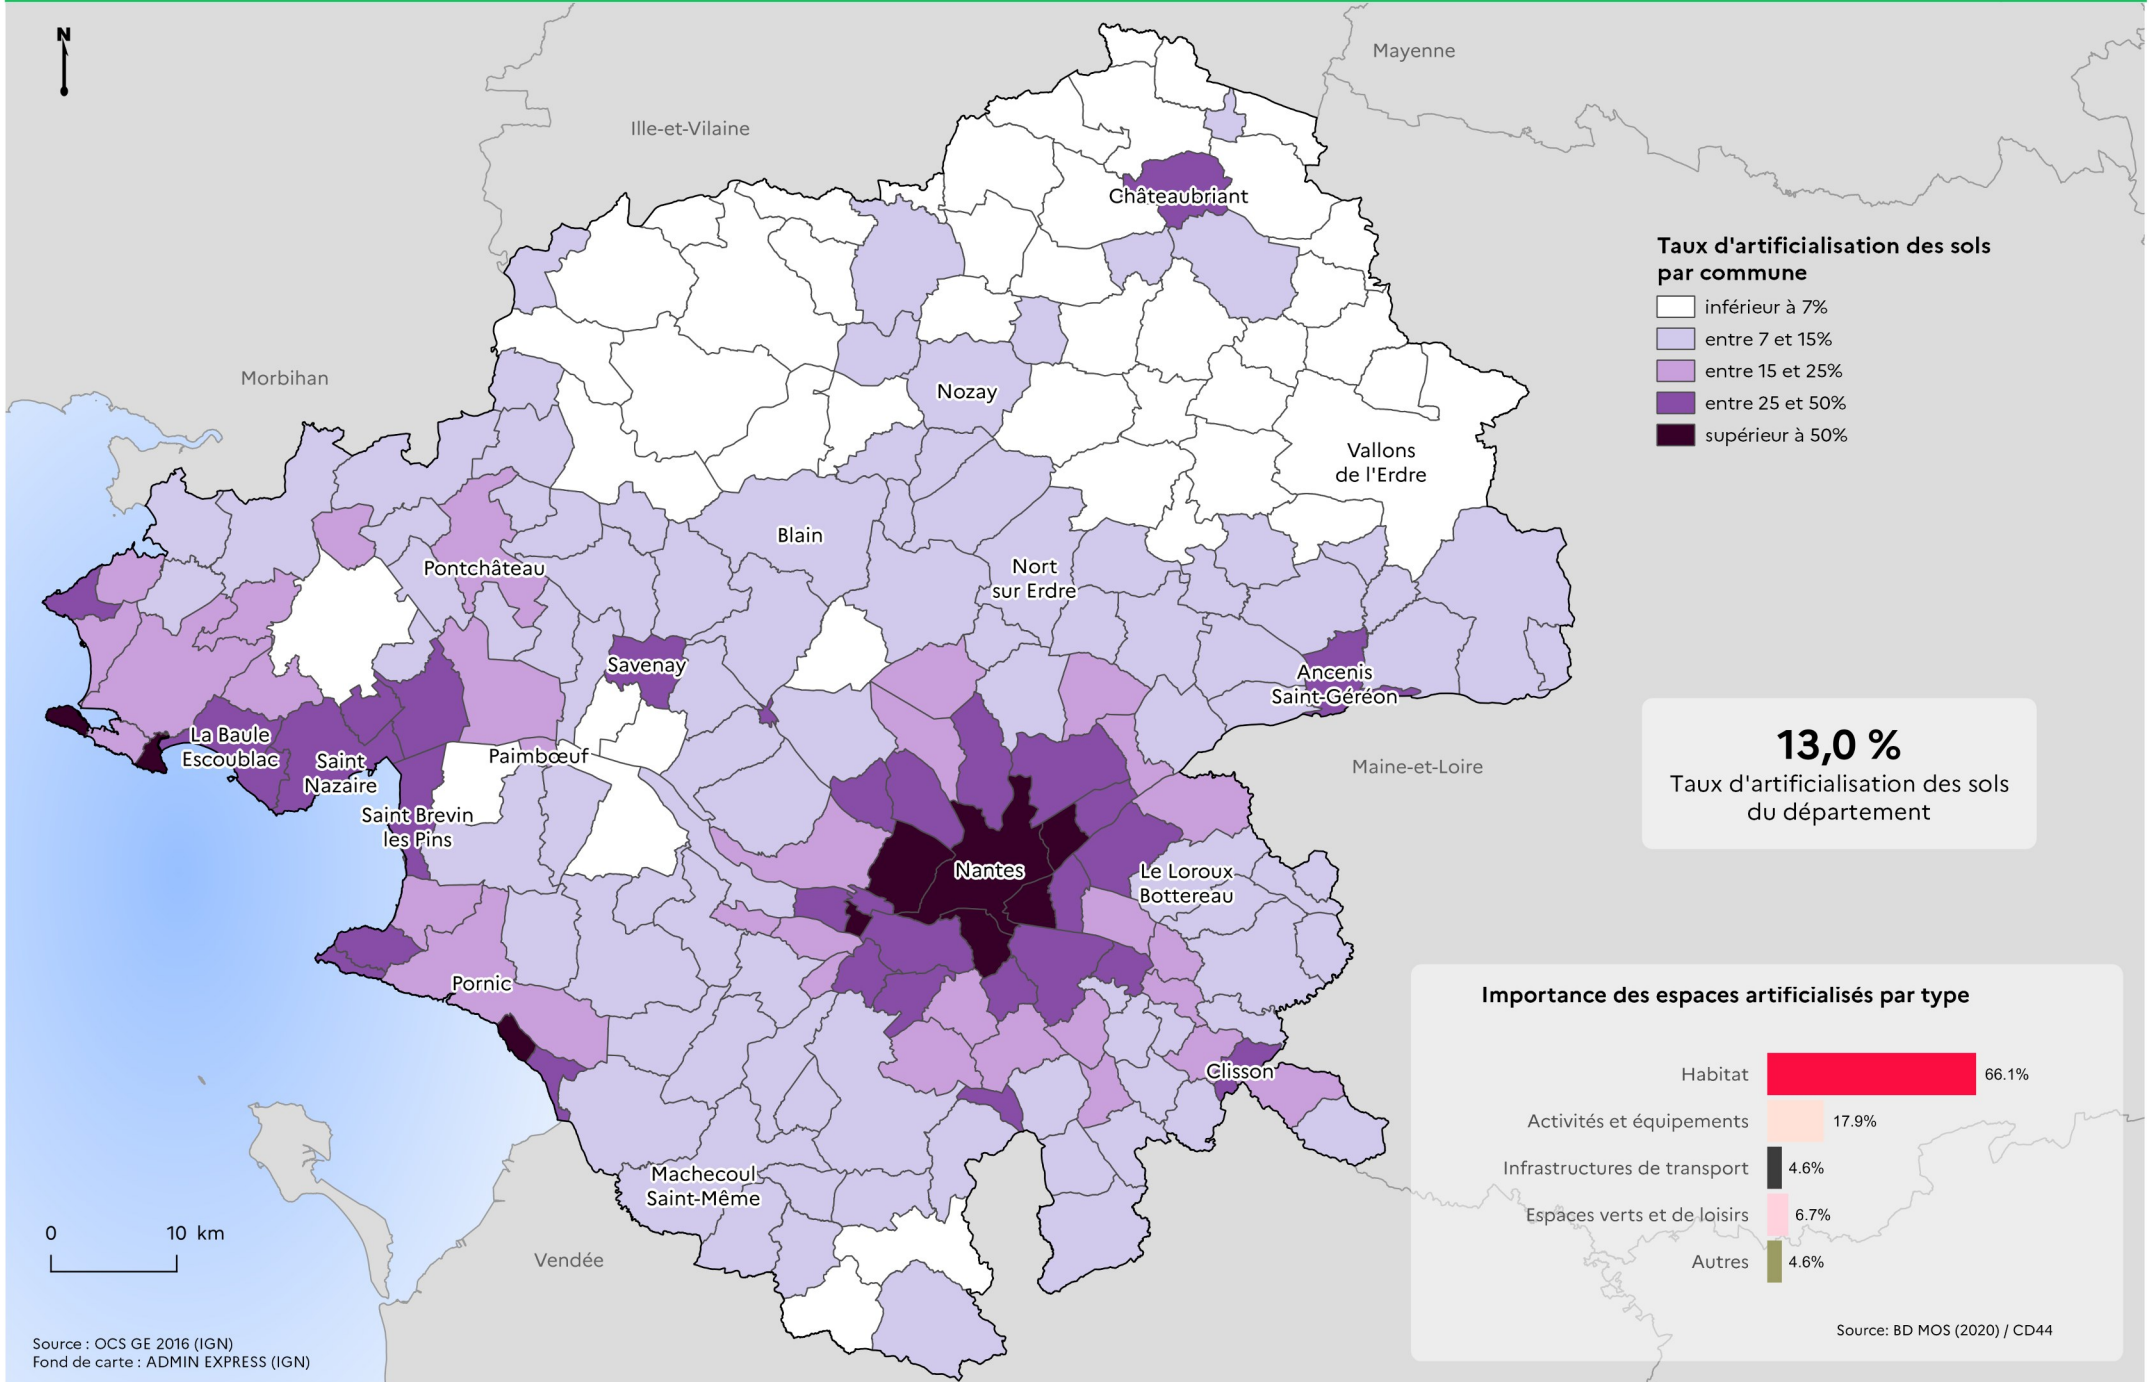 N
Mayenne
Ille-et-Vilaine
Châteaubriant
Morbihan
Nozay
Vallons
de l'Erdre
Blain
Pontchâteau
Nort
sur Erdre
Savenay
Ancenis
Saint-Géréon
La Baule
Escoublac
Saint
Nazaire
Paimbœuf
Maine-et-Loire
Saint Brevin
les Pins
Nantes
Le Loroux
Bottereau
Pornic
Clisson
Machecoul
Saint-Même
Vendée
0 10 km
Source : OCS GE 2016 (IGN)
Fond de carte : ADMIN EXPRESS (IGN)
Taux d'artificialisation des sols
par commune
inférieur à 7%
entre 7 et 15%
entre 15 et 25%
entre 25 et 50%
supérieur à 50%
13,0 %
Taux d'artificialisation des sols
du département
Importance des espaces artificialisés par type
Habitat 66.1%
Activités et équipements 17.9%
Infrastructures de transport 4.6%
Espaces verts et de loisirs 6.7%
Autres 4.6%
Source: BD MOS (2020) / CD44